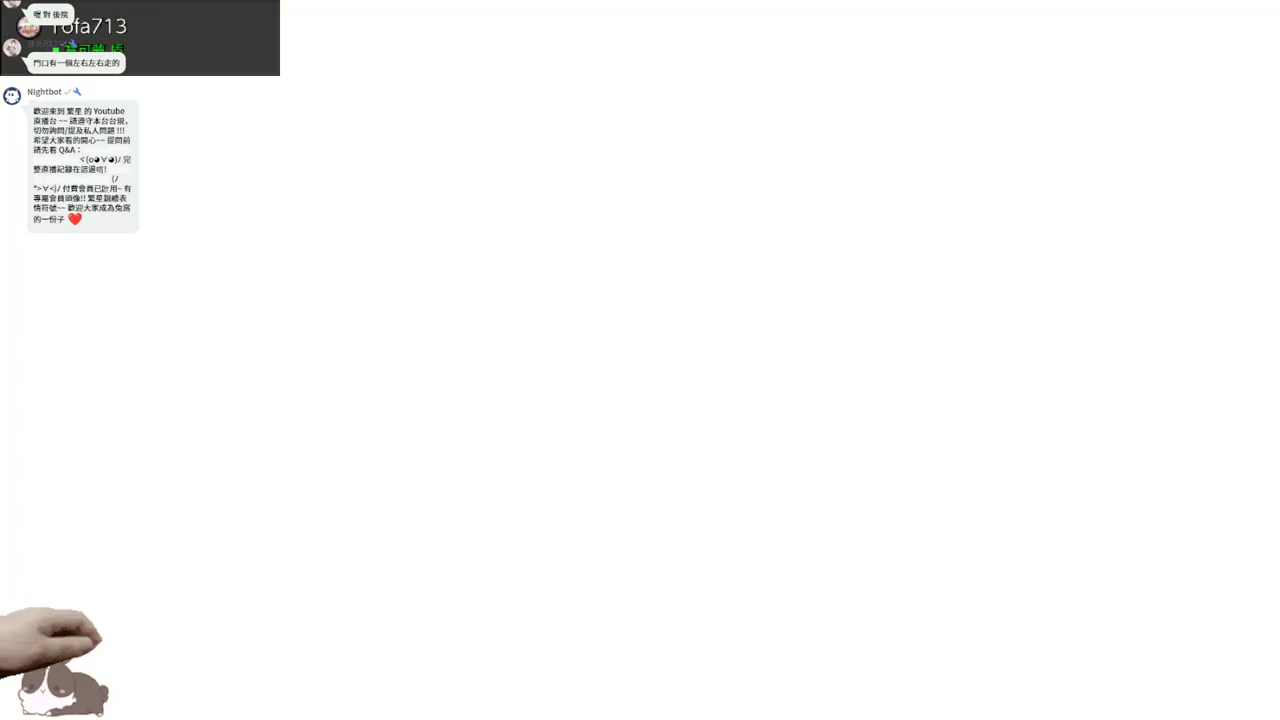 喔 對 後院
Tofa713
門口有一個左右左右走的
Nightbot
歡迎來到 繁星 的 Youtube
直播台 ~~ 請遵守本台台規,
切勿詢問/提及私人問題 !!!
希望大家看的開心~~ 提問前
請先看 Q&A：
ヾ(o◕∀◕)ﾉ 完
整直播記錄在這邊唷!
(ﾉ
*>∀<)ﾉ 付費會員已啟用~ 有
專屬會員頭像!! 繁星親繪表
情符號~~ 歡迎大家成為兔窩
的一份子 ❤️